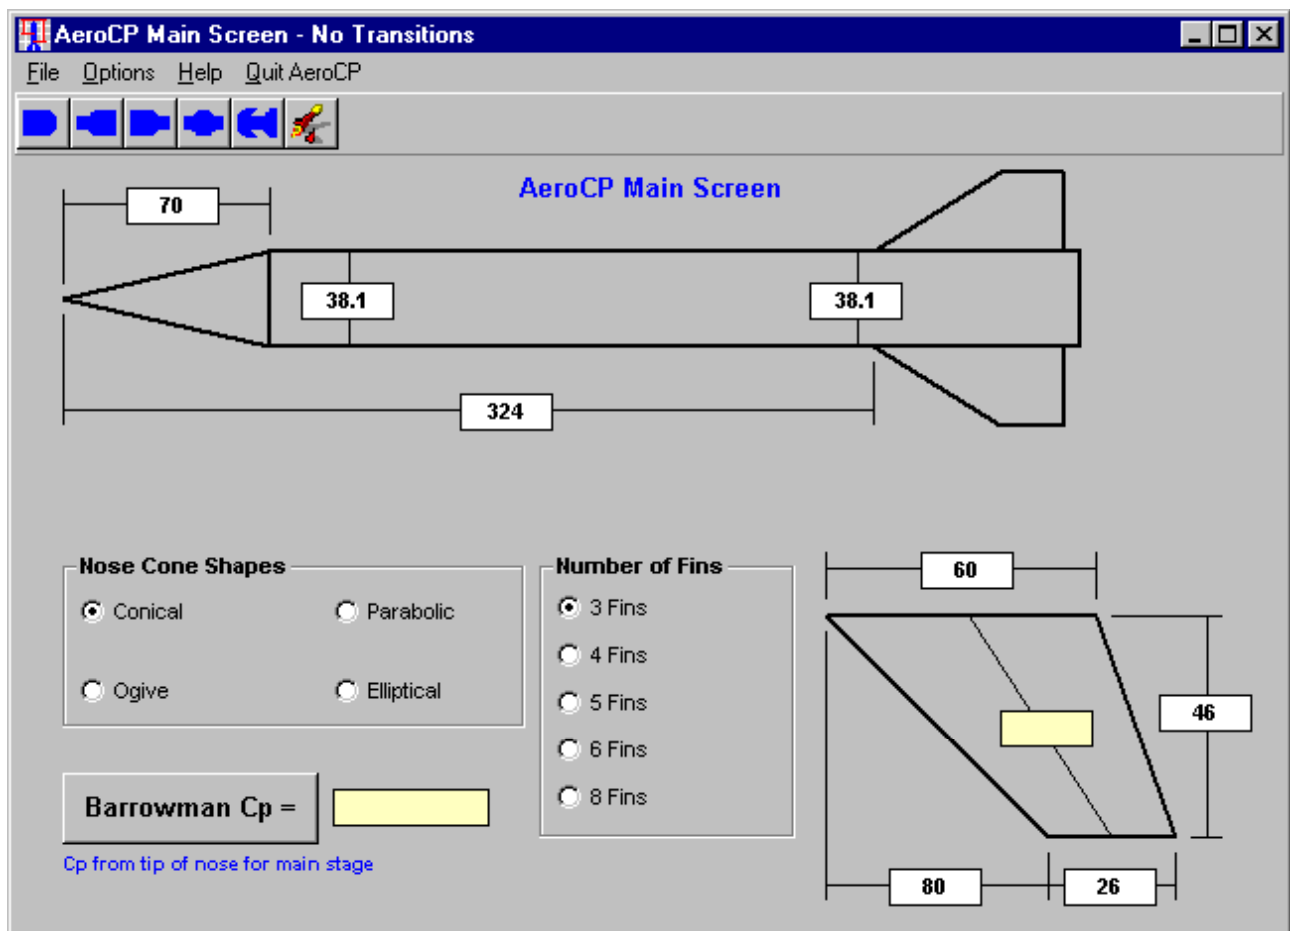 AeroCP Main Screen - No Transitions
File Options Help Quit AeroCP
AeroCP Main Screen
70
38.1
38.1
324
Nose Cone Shapes
Conical
Parabolic
Ogive
Elliptical
Number of Fins
3 Fins
4 Fins
5 Fins
6 Fins
8 Fins
60
46
80
26
Barrowman Cp =
Cp from tip of nose for main stage